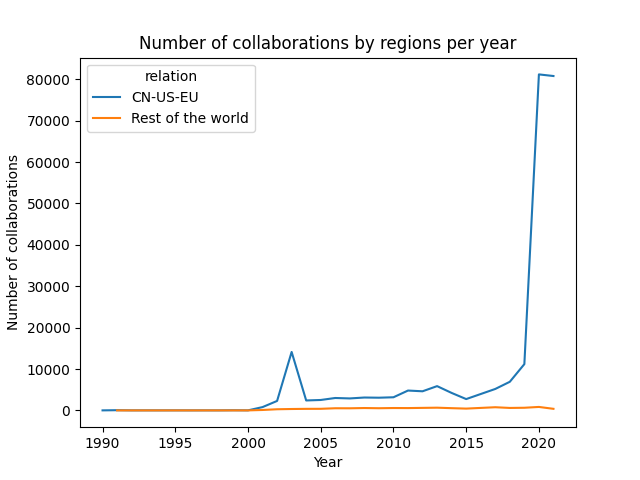 Number of collaborations by regions per year
relation
CN-US-EU
Rest of the world
80000
70000
60000
50000
40000
30000
20000
10000
0
Number of collaborations
1990 1995 2000 2005 2010 2015 2020
Year